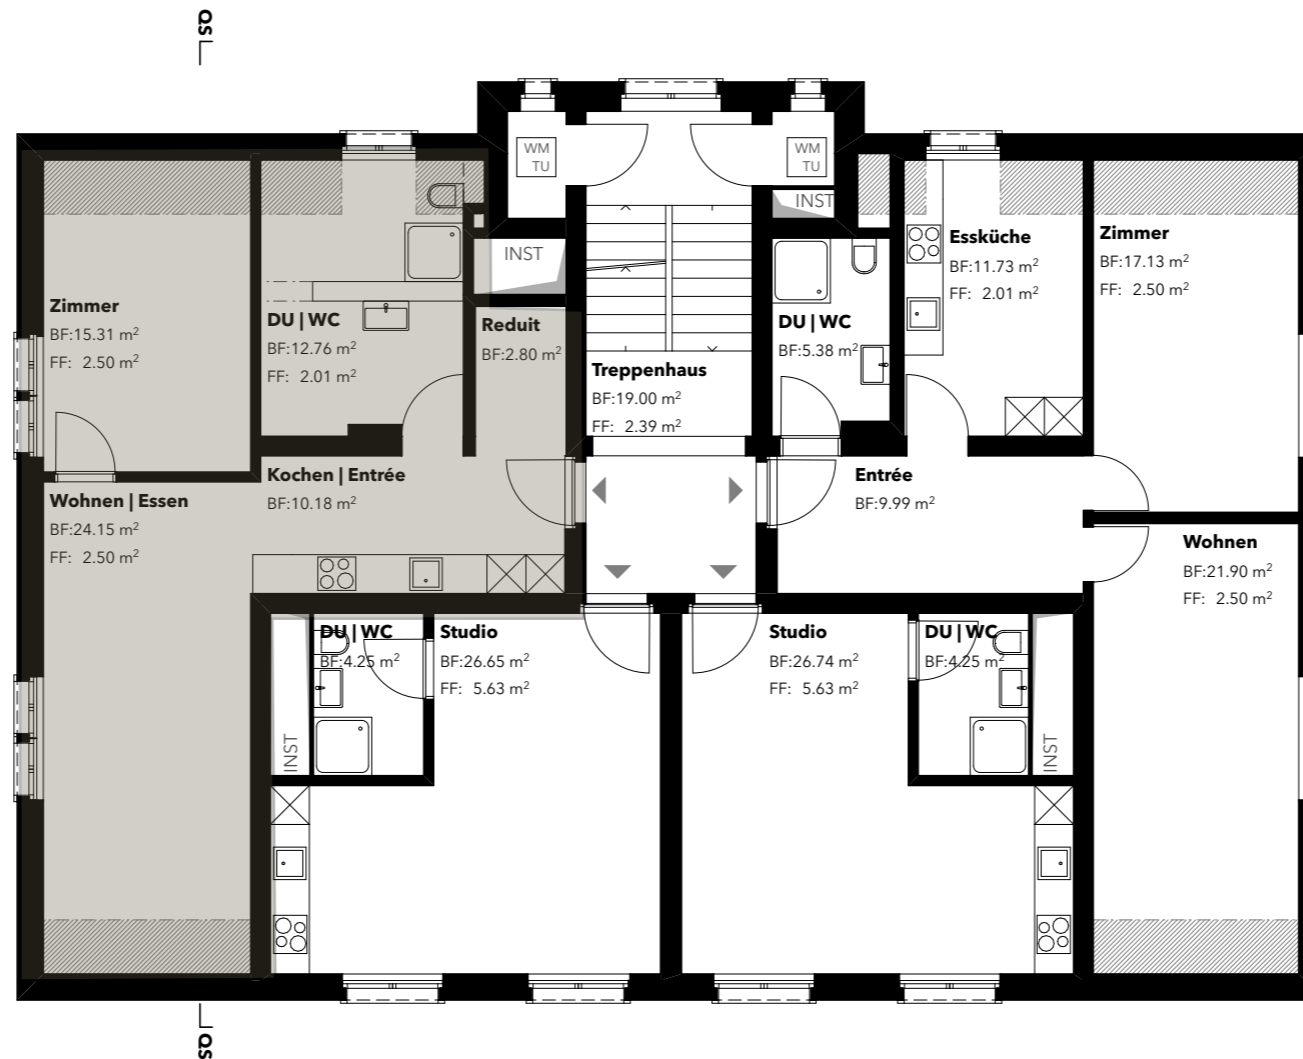 QS
WM
TU
WM
TU
INST
INST
Zimmer
BF:15.31 m²
FF: 2.50 m²
DU | WC
BF:12.76 m²
FF: 2.01 m²
Reduit
BF:2.80 m²
Treppenhaus
BF:19.00 m²
FF: 2.39 m²
DU | WC
BF:5.38 m²
Essküche
BF:11.73 m²
FF: 2.01 m²
Zimmer
BF:17.13 m²
FF: 2.50 m²
Wohnen | Essen
BF:24.15 m²
FF: 2.50 m²
Kochen | Entrée
BF:10.18 m²
Entrée
BF:9.99 m²
Wohnen
BF:21.90 m²
FF: 2.50 m²
DU | WC
BF:4.25 m²
Studio
BF:26.65 m²
FF: 5.63 m²
Studio
BF:26.74 m²
FF: 5.63 m²
DU | WC
BF:4.25 m²
INST
INST
QS